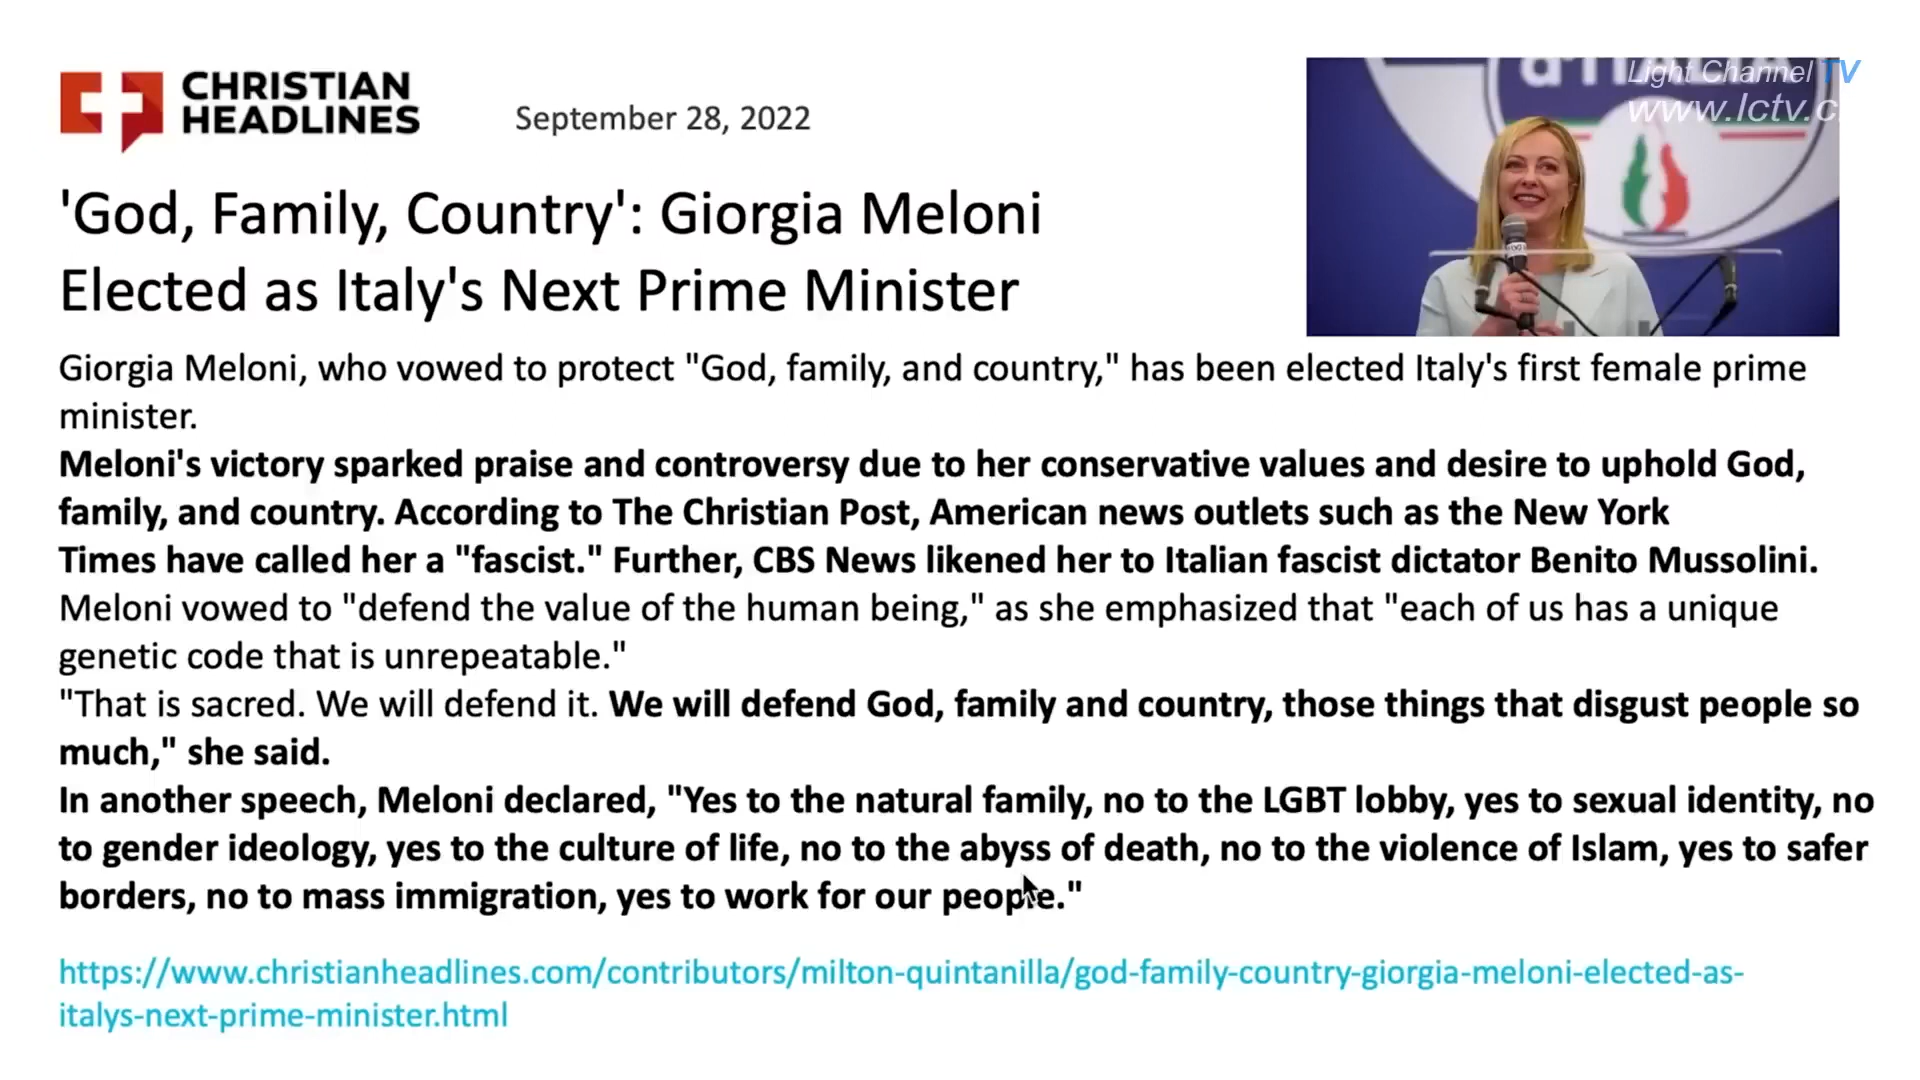 CHRISTIAN
HEADLINES
September 28, 2022
Light Channel TV
www.lctv.c
'God, Family, Country': Giorgia Meloni
Elected as Italy's Next Prime Minister
Giorgia Meloni, who vowed to protect "God, family, and country," has been elected Italy's first female prime
minister.
Meloni's victory sparked praise and controversy due to her conservative values and desire to uphold God,
family, and country. According to The Christian Post, American news outlets such as the New York
Times have called her a "fascist." Further, CBS News likened her to Italian fascist dictator Benito Mussolini.
Meloni vowed to "defend the value of the human being," as she emphasized that "each of us has a unique
genetic code that is unrepeatable."
"That is sacred. We will defend it. We will defend God, family and country, those things that disgust people so
much," she said.
In another speech, Meloni declared, "Yes to the natural family, no to the LGBT lobby, yes to sexual identity, no
to gender ideology, yes to the culture of life, no to the abyss of death, no to the violence of Islam, yes to safer
borders, no to mass immigration, yes to work for our people."
https://www.christianheadlines.com/contributors/milton-quintanilla/god-family-country-giorgia-meloni-elected-as-
italys-next-prime-minister.html